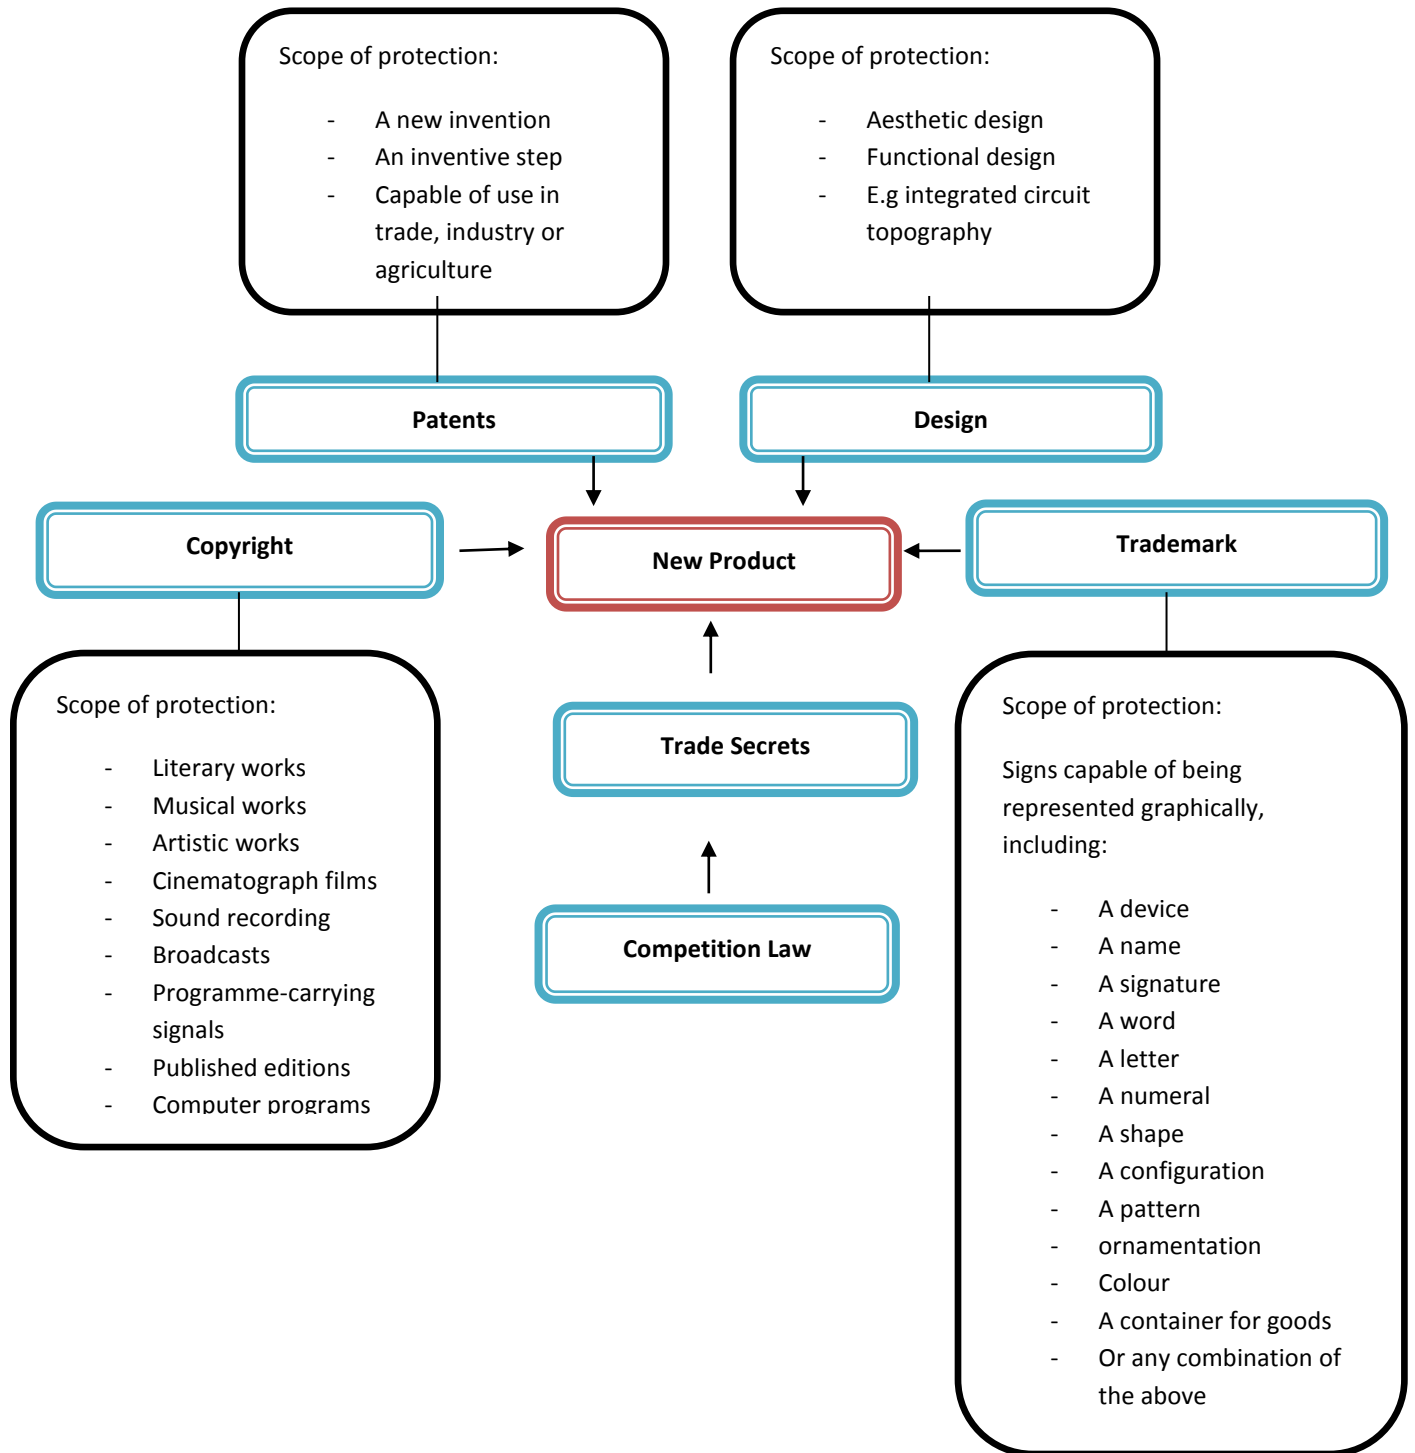 Scope of protection:
- A new invention
- An inventive step
- Capable of use in
trade, industry or
agriculture
Scope of protection:
- Aesthetic design
- Functional design
- E.g integrated circuit
topography
Patents
Design
Copyright
New Product
Trademark
Scope of protection:
- Literary works
- Musical works
- Artistic works
- Cinematograph films
- Sound recording
- Broadcasts
- Programme-carrying
signals
- Published editions
- Computer programs
Trade Secrets
Competition Law
Scope of protection:
Signs capable of being
represented graphically,
including:
- A device
- A name
- A signature
- A word
- A letter
- A numeral
- A shape
- A configuration
- A pattern
- ornamentation
- Colour
- A container for goods
- Or any combination of
the above